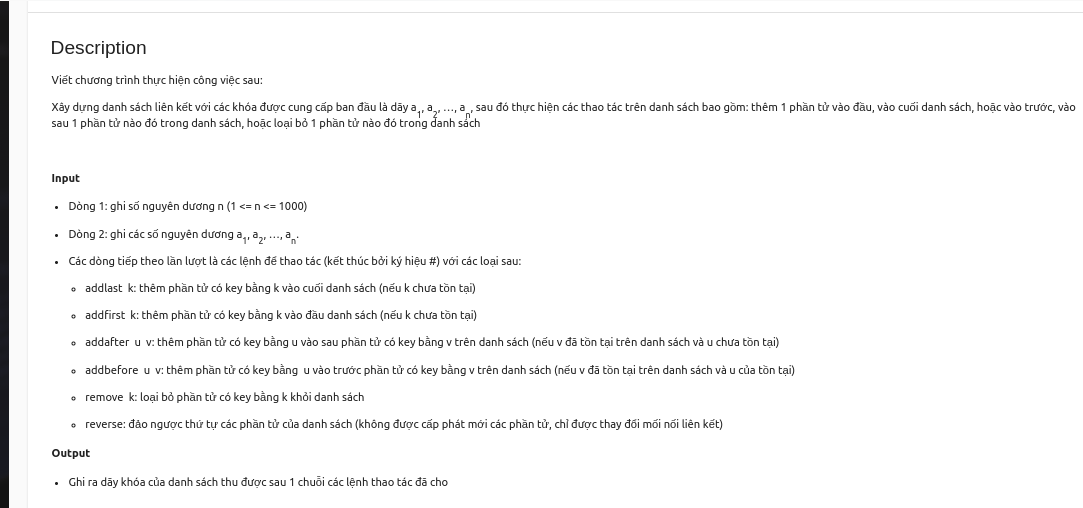 Description
Viết chương trình thực hiện công việc sau:
Xây dựng danh sách liên kết với các khóa được cung cấp ban đầu là dãy a1, a2, …, an, sau đó thực hiện các thao tác trên danh sách bao gồm: thêm 1 phần tử vào đầu, vào cuối danh sách, hoặc vào trước, vào
sau 1 phần tử nào đó trong danh sách, hoặc loại bỏ 1 phần tử nào đó trong danh sách
Input
• Dòng 1: ghi số nguyên dương n (1 <= n <= 1000)
• Dòng 2: ghi các số nguyên dương a1, a2, …, an.
• Các dòng tiếp theo lần lượt là các lệnh để thao tác (kết thúc bởi ký hiệu #) với các loại sau:
◦ addlast k: thêm phần tử có key bằng k vào cuối danh sách (nếu k chưa tồn tại)
◦ addfirst k: thêm phần tử có key bằng k vào đầu danh sách (nếu k chưa tồn tại)
◦ addafter u v: thêm phần tử có key bằng u vào sau phần tử có key bằng v trên danh sách (nếu v đã tồn tại trên danh sách và u chưa tồn tại)
◦ addbefore u v: thêm phần tử có key bằng u vào trước phần tử có key bằng v trên danh sách (nếu v đã tồn tại trên danh sách và u của tồn tại)
◦ remove k: loại bỏ phần tử có key bằng k khỏi danh sách
◦ reverse: đảo ngược thứ tự các phần tử của danh sách (không được cấp phát mới các phần tử, chỉ được thay đổi mối nối liên kết)
Output
• Ghi ra dãy khóa của danh sách thu được sau 1 chuỗi các lệnh thao tác đã cho